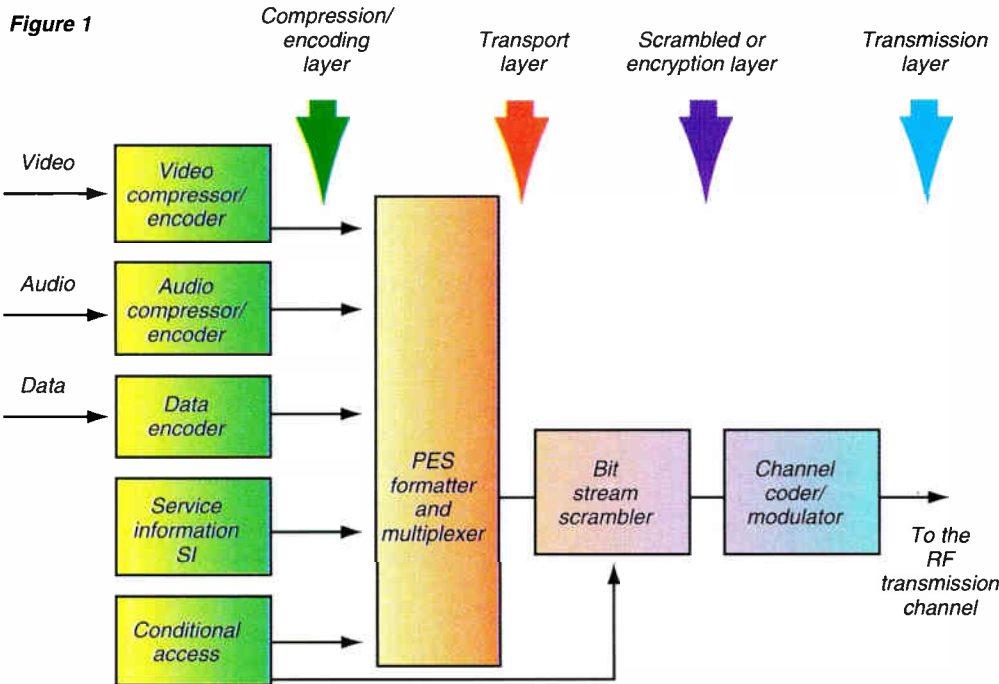 Figure 1
Compression/
encoding
layer
Transport
layer
Scrambled or
encryption layer
Transmission
layer
Video
Video
compressor/
encoder
Audio
Audio
compressor/
encoder
Data
Data
encoder
Service
information
SI
Conditional
access
PES
formatter
and
multiplexer
Bit
stream
scrambler
Channel
coder/
modulator
To the
RF
transmission
channel